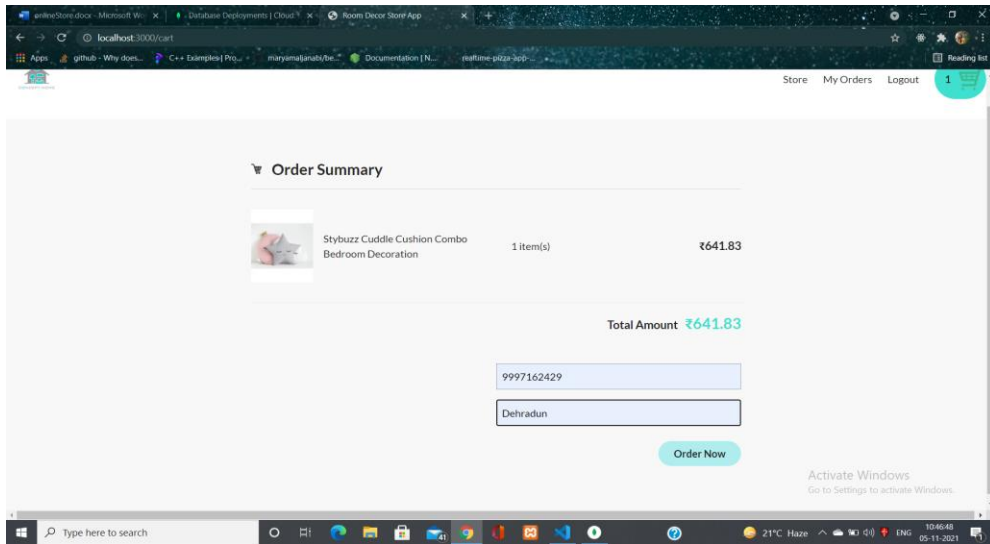 onlineStore.docx - Microsoft W
Database Deployments | Cloud
Room Decor Store App
localhost:3000/cart
Apps
github - Why does...
C++ Examples | Pro...
maryamaljanabi/be...
Documentation | N...
realtime-pizza-app-...
Reading list
Store
My Orders
Logout
1
Order Summary
Stybuzz Cuddle Cushion Combo
Bedroom Decoration
1 item(s)
₹641.83
Total Amount ₹641.83
9997162429
Dehradun
Order Now
Activate Windows
Go to Settings to activate Windows.
Type here to search
41
21°C Haze
ENG
10:46:48
05-11-2021